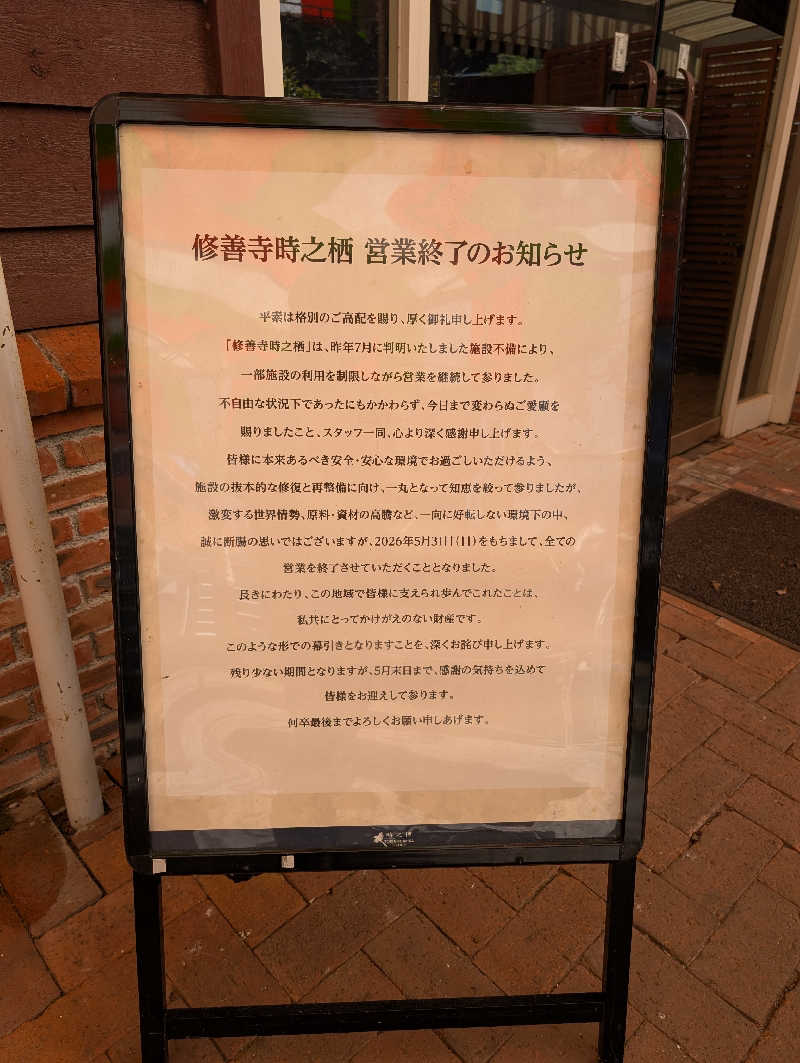 修善寺時之栖 営業終了のお知らせ
平素は格別のご高配を賜り、厚く御礼申し上げます。
「修善寺時之栖」は、昨年7月に判明いたしました施設不備により、
一部施設の利用を制限しながら営業を継続して参りました。
不自由な状況下であったにもかかわらず、今日まで変わらぬご愛顧を
賜りましたこと、スタッフ一同、心より深く感謝申し上げます。
皆様に本来あるべき安全・安心な環境でお過ごしいただけるよう、
施設の抜本的な修復と再整備に向け、一丸となって知恵を絞って参りましたが、
激変する世界情勢、原料・資材の高騰など、一向に好転しない環境下の中、
誠に断腸の思いではございますが、2026年5月31日(日)をもちまして、全ての
営業を終了させていただくこととなりました。
長きにわたり、この地域で皆様に支えられ歩んでこれたことは、
私共にとってかけがえのない財産です。
このような形での幕引きとなりますことを、深くお詫び申し上げます。
残り少ない期間となりますが、5月末日まで、感謝の気持ちを込めて
皆様をお迎えして参ります。
何卒最後までよろしくお願い申しあげます。
時之栖